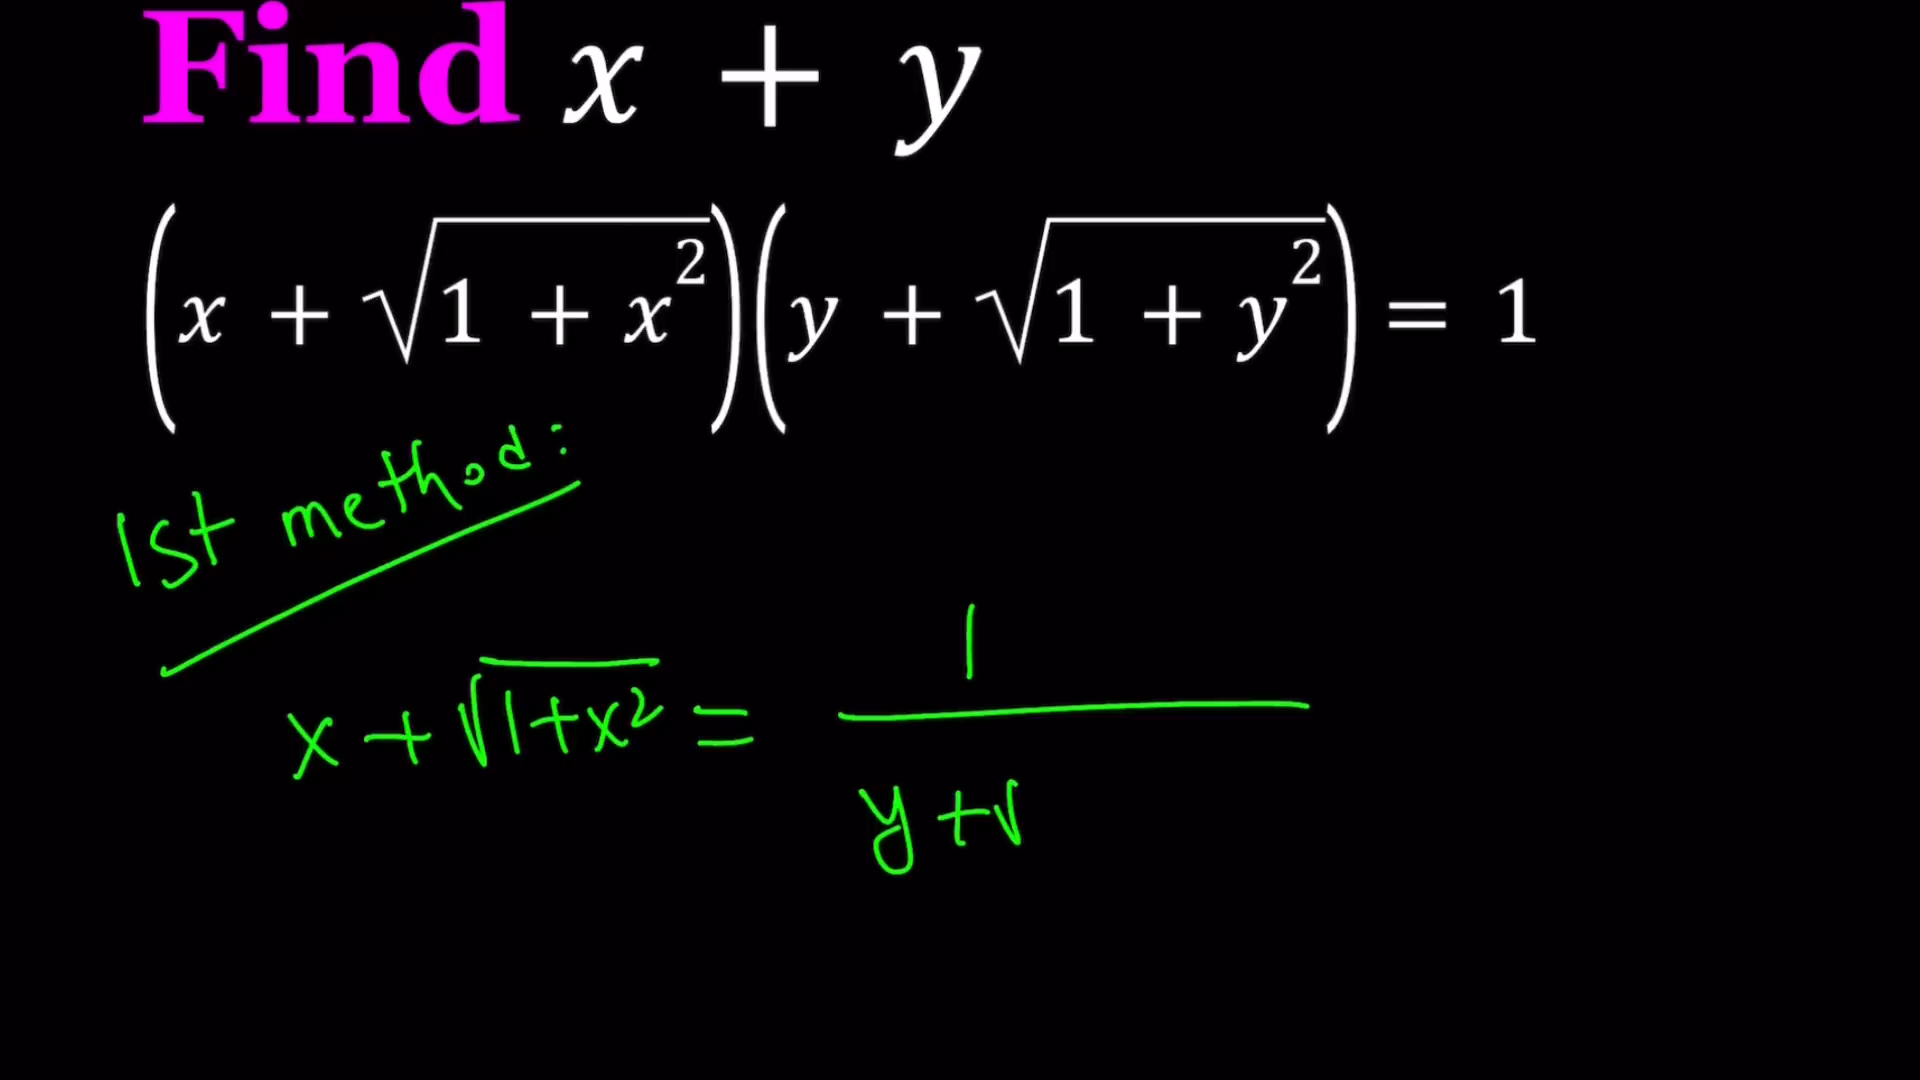 Find x + y
(x + √(1 + x²))(y + √(1 + y²)) = 1
1st method:
x + √(1+x²) = 1/(y + √